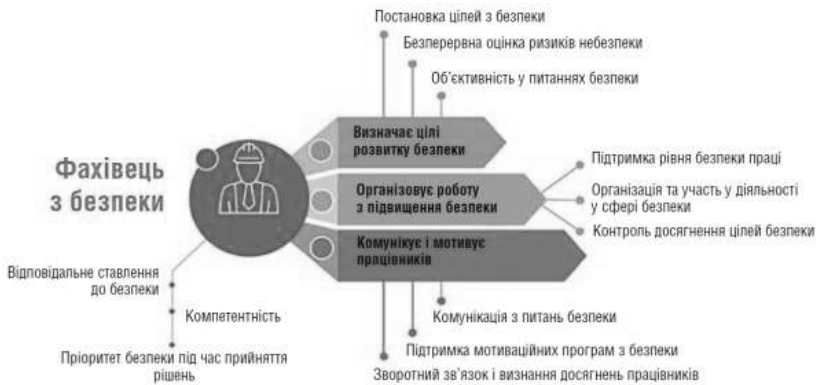 Постановка цілей з безпеки
Безперервна оцінка ризиків небезпеки
Об'єктивність у питаннях безпеки
Визначає цілі
розвитку безпеки
Фахівець
з безпеки
Підтримка рівня безпеки праці
Організовує роботу
з підвищення безпеки
Організація та участь у діяльності
у сфері безпеки
Контроль досягнення цілей безпеки
Комунікує і мотивує
працівників
Відповідальне ставлення
до безпеки
Компетентність
Пріоритет безпеки під час прийняття
рішень
Комунікація з питань безпеки
Підтримка мотиваційних програм з безпеки
Зворотний зв'язок і визнання досягнень працівників